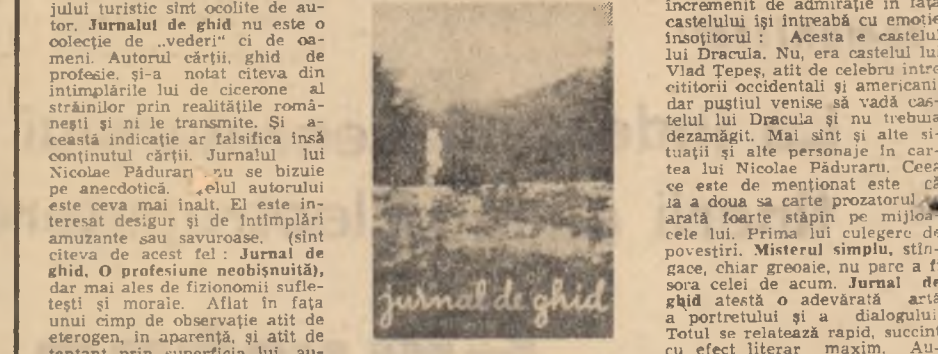 jului turistic sînt ocolite de au-
tor. Jurnalul de ghid nu este o
colecție de „vederi" ci de oa-
meni. Autorul cărții, ghid de
profesie, și-a notat cîteva din
întimplările lui de cicerone al
străinilor prin realitățile româ-
nești și ni le transmite. Și a-
ceastă indicație ar falsifica însă
conținutul cărții. Jurnalul lui
Nicolae Păduraru nu se bizuie
pe anecdotică. autorului
este ceva mai înalt. El este in-
teresat desigur și de întîmplări
amuzante sau savuroase. (sînt
cîteva de acest fel : Jurnal de
ghid, O profesiune neobișnuită),
dar mai ales de fizionomii sufle-
tești și morale. Aflat în fața
unui cîmp de observație atît de
eterogen, în aparență, și atît de
tentant prin superficia lui, au-
jurnal de ghid
încremenit de admirație în fața
castelului își întreabă cu emoție
însoțitorul : Acesta e castelul
lui Dracula. Nu, era castelul lui
Vlad Țepeș, atît de celebru între
cititorii occidentali și americani
dar puștiul venise să vadă cas-
telul lui Dracula și nu trebuia
dezamăgit. Mai sînt și alte si-
tuații și alte personaje în car-
tea lui Nicolae Păduraru. Ceea
ce este de menționat este că
la a doua sa carte prozatorul
arată foarte stăpîn pe mijloa-
cele lui. Prima lui culegere de
povestiri. Misterul simplu, stîn-
gace, chiar greoaie, nu pare a fi
sora celei de acum. Jurnal de
ghid atestă o adevărată artă
a portretului și a dialogului
Totul se relatează rapid, succint
cu efect literar maxim. Au-